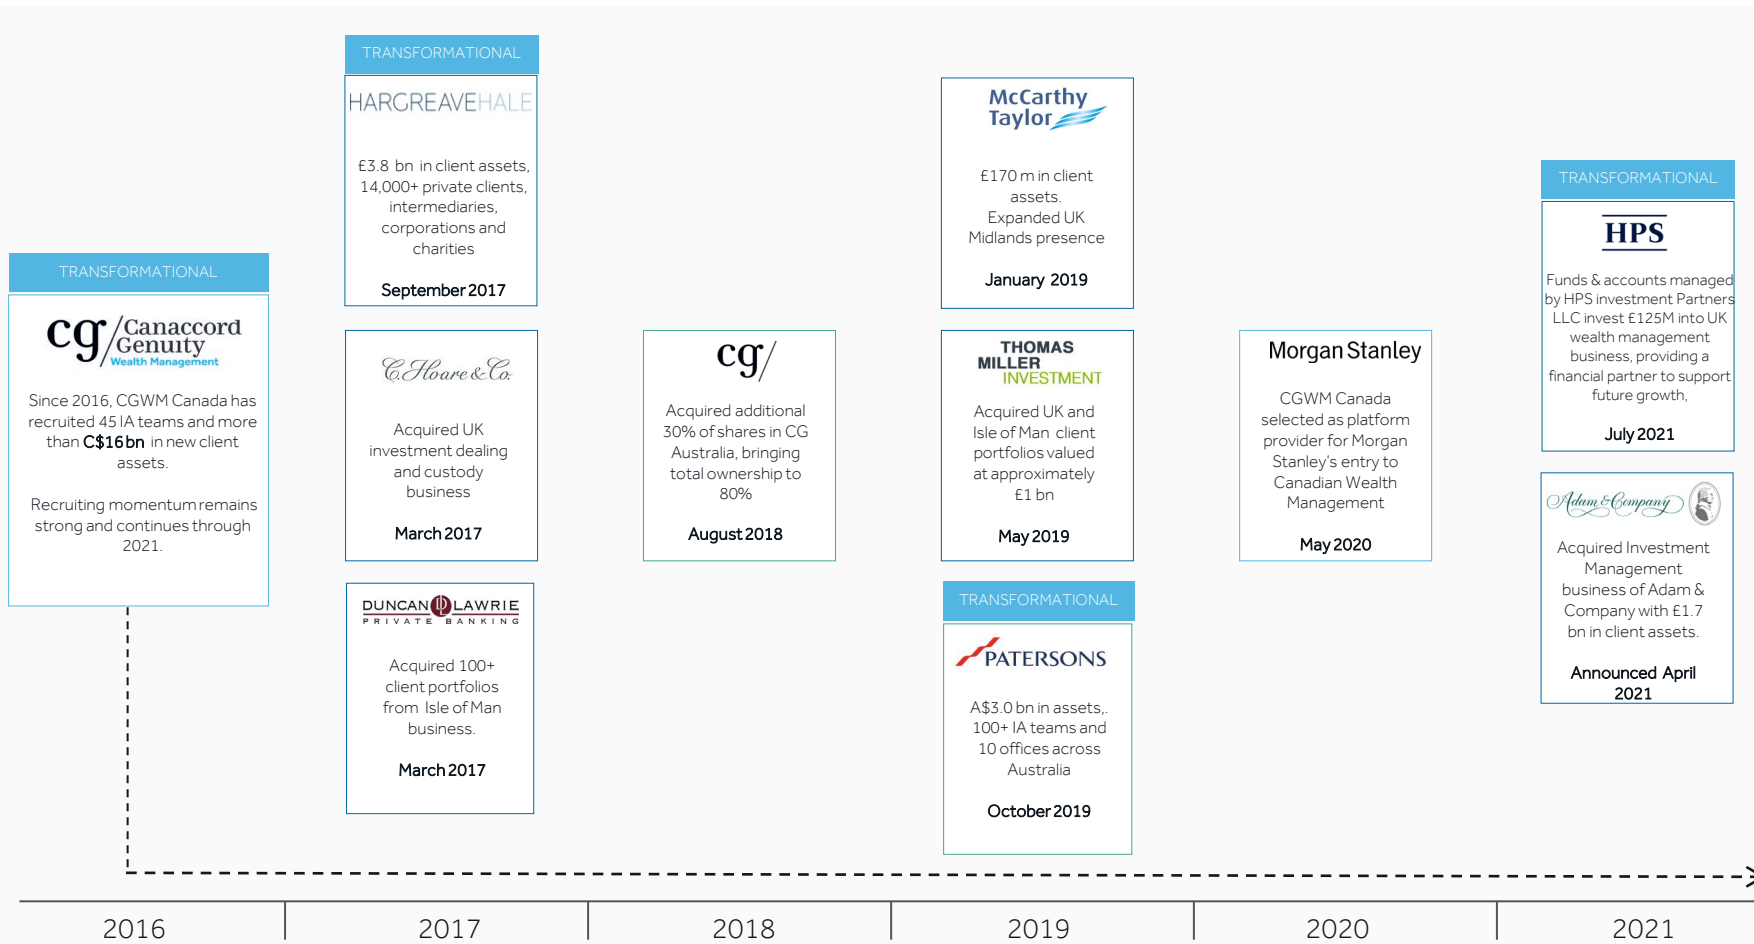 TRANSFORMATIONAL
cg/Canaccord
Genuity
Wealth Management
Since 2016, CGWM Canada has
recruited 45 IA teams and more
than C$16bn in new client
assets.
Recruiting momentum remains
strong and continues through
2021.
TRANSFORMATIONAL
HARGREAVEHALE
£3.8 bn in client assets,
14,000+ private clients,
intermediaries,
corporations and
charities
September 2017
C. Hoare & Co.
Acquired UK
investment dealing
and custody
business
March 2017
DUNCAN DL LAWRIE
PRIVATE BANKING
Acquired 100+
client portfolios
from Isle of Man
business.
March 2017
cg/
Acquired additional
30% of shares in CG
Australia, bringing
total ownership to
80%
August 2018
McCarthy
Taylor
£170 m in client
assets.
Expanded UK
Midlands presence
January 2019
THOMAS
MILLER
INVESTMENT
Acquired UK and
Isle of Man client
portfolios valued
at approximately
£1 bn
May 2019
TRANSFORMATIONAL
PATERSONS
A$3.0 bn in assets,.
100+ IA teams and
10 offices across
Australia
October 2019
Morgan Stanley
CGWM Canada
selected as platform
provider for Morgan
Stanley's entry to
Canadian Wealth
Management
May 2020
TRANSFORMATIONAL
HPS
Funds & accounts managed
by HPS investment Partners
LLC invest £125M into UK
wealth management
business, providing a
financial partner to support
future growth,
July 2021
Adam & Company
Acquired Investment
Management
business of Adam &
Company with £1.7
bn in client assets.
Announced April
2021
2016
2017
2018
2019
2020
2021